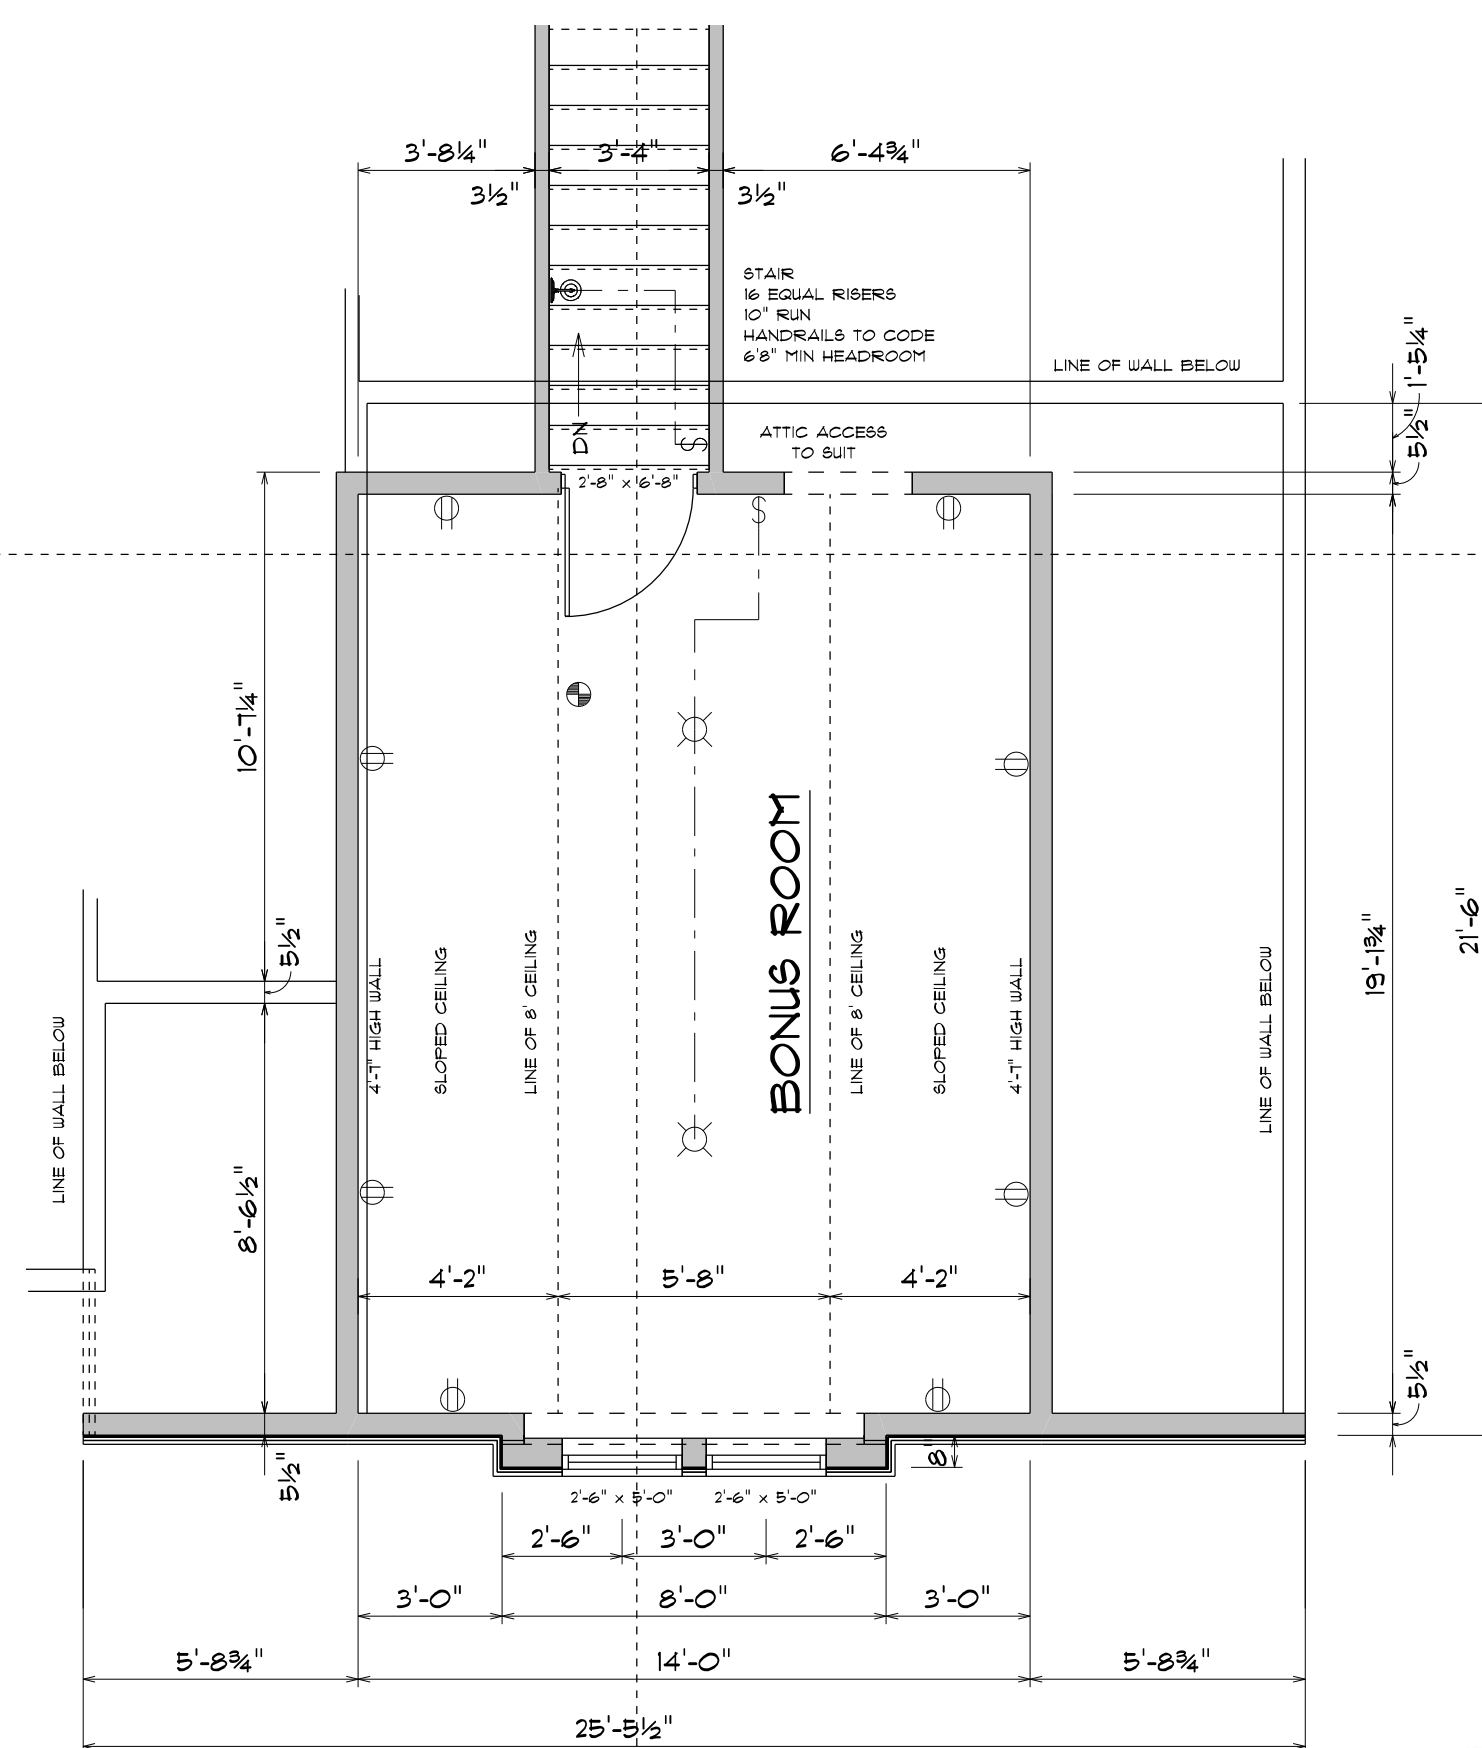 3'-8¼"
3'-4"
6'-4¾"
3½"
3½"
STAIR
16 EQUAL RISERS
10" RUN
HANDRAILS TO CODE
6'8" MIN HEADROOM
LINE OF WALL BELOW
1'-5¼"
DN
S
ATTIC ACCESS
TO SUIT
5½"
2'-8" x 6'-8"
S
10'-7¼"
BONUS ROOM
5½"
4'-7" HIGH WALL
SLOPED CEILING
LINE OF 8' CEILING
LINE OF 8' CEILING
SLOPED CEILING
4'-7" HIGH WALL
LINE OF WALL BELOW
19'-1¾"
21'-6"
LINE OF WALL BELOW
8'-6½"
4'-2"
5'-8"
4'-2"
5½"
5½"
8"
2'-6" x 5'-0"
2'-6" x 5'-0"
2'-6"
3'-0"
2'-6"
3'-0"
8'-0"
3'-0"
5'-8¾"
14'-0"
5'-8¾"
25'-5½"